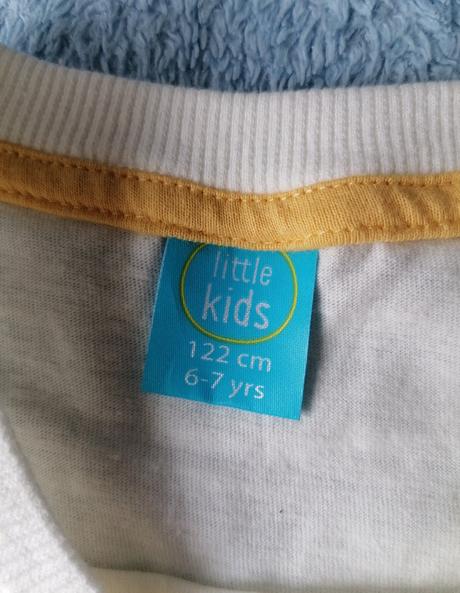 little
kids
122 cm
6-7 yrs